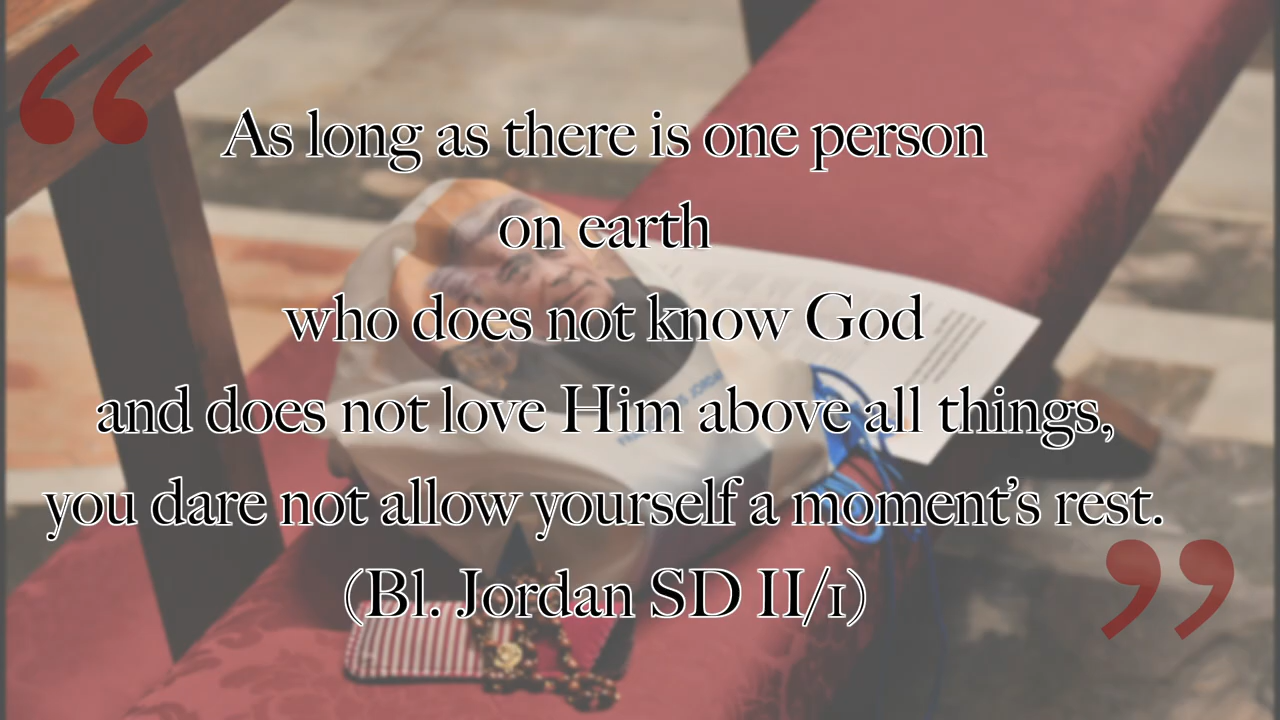 “
As long as there is one person
on earth
who does not know God
and does not love Him above all things,
you dare not allow yourself a moment’s rest.
(Bl. Jordan SD II/1)
”